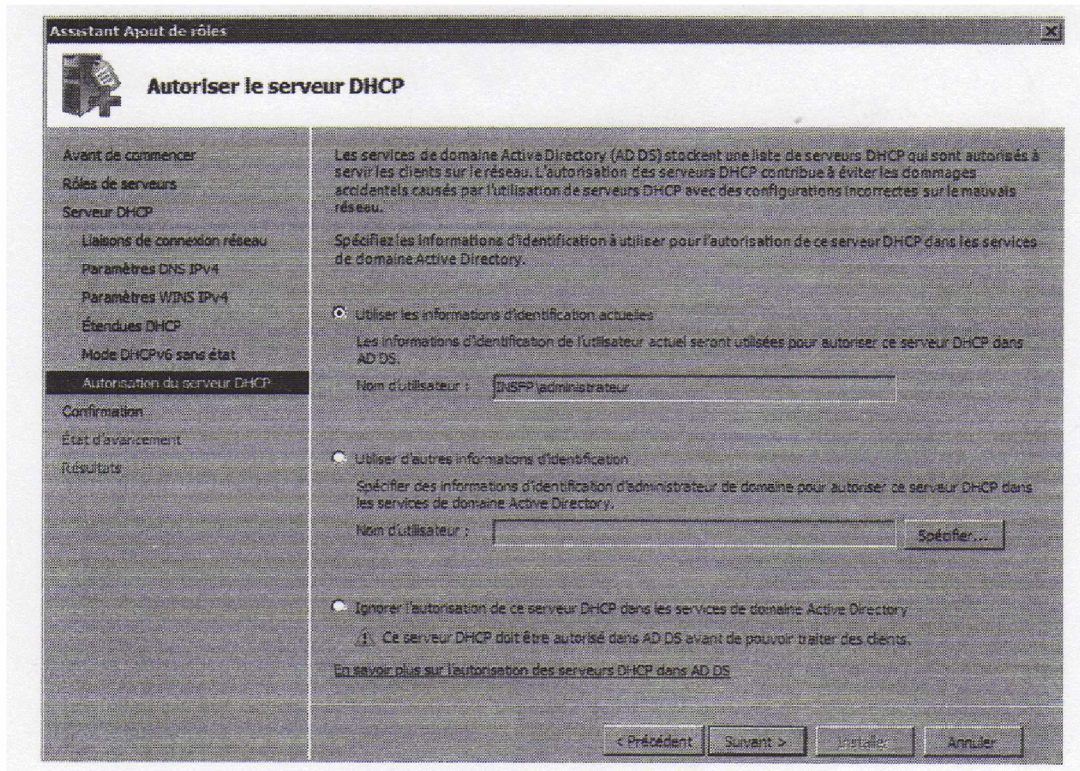 Assistant Ajout de rôles
Autoriser le serveur DHCP
Avant de commencer
Rôles de serveurs
Serveur DHCP
Liaisons de connexion réseau
Paramètres DNS IPv4
Paramètres WINS IPv4
Étendues DHCP
Mode DHCPv6 sans état
Autorisation du serveur DHCP
Confirmation
État d'avancement
Résultats
Les services de domaine Active Directory (AD DS) stockent une liste de serveurs DHCP qui sont autorisés à
servir les clients sur le réseau. L'autorisation des serveurs DHCP contribue à éviter les dommages
accidentels causés par l'utilisation de serveurs DHCP avec des configurations incorrectes sur le mauvais
réseau.
Spécifiez les informations d'identification à utiliser pour l'autorisation de ce serveur DHCP dans les services
de domaine Active Directory.
Utiliser les informations d'identification actuelles
Les informations d'identification de l'utilisateur actuel seront utilisées pour autoriser ce serveur DHCP dans
AD DS.
Nom d'utilisateur : INSFP\administrateur
Utiliser d'autres informations d'identification
Spécifier des informations d'identification d'administrateur de domaine pour autoriser ce serveur DHCP dans
les services de domaine Active Directory.
Nom d'utilisateur :
Spécifier...
Ignorer l'autorisation de ce serveur DHCP dans les services de domaine Active Directory
Ce serveur DHCP doit être autorisé dans AD DS avant de pouvoir traiter des clients.
En savoir plus sur l'autorisation des serveurs DHCP dans AD DS
< Précédent Suivant > Installer Annuler